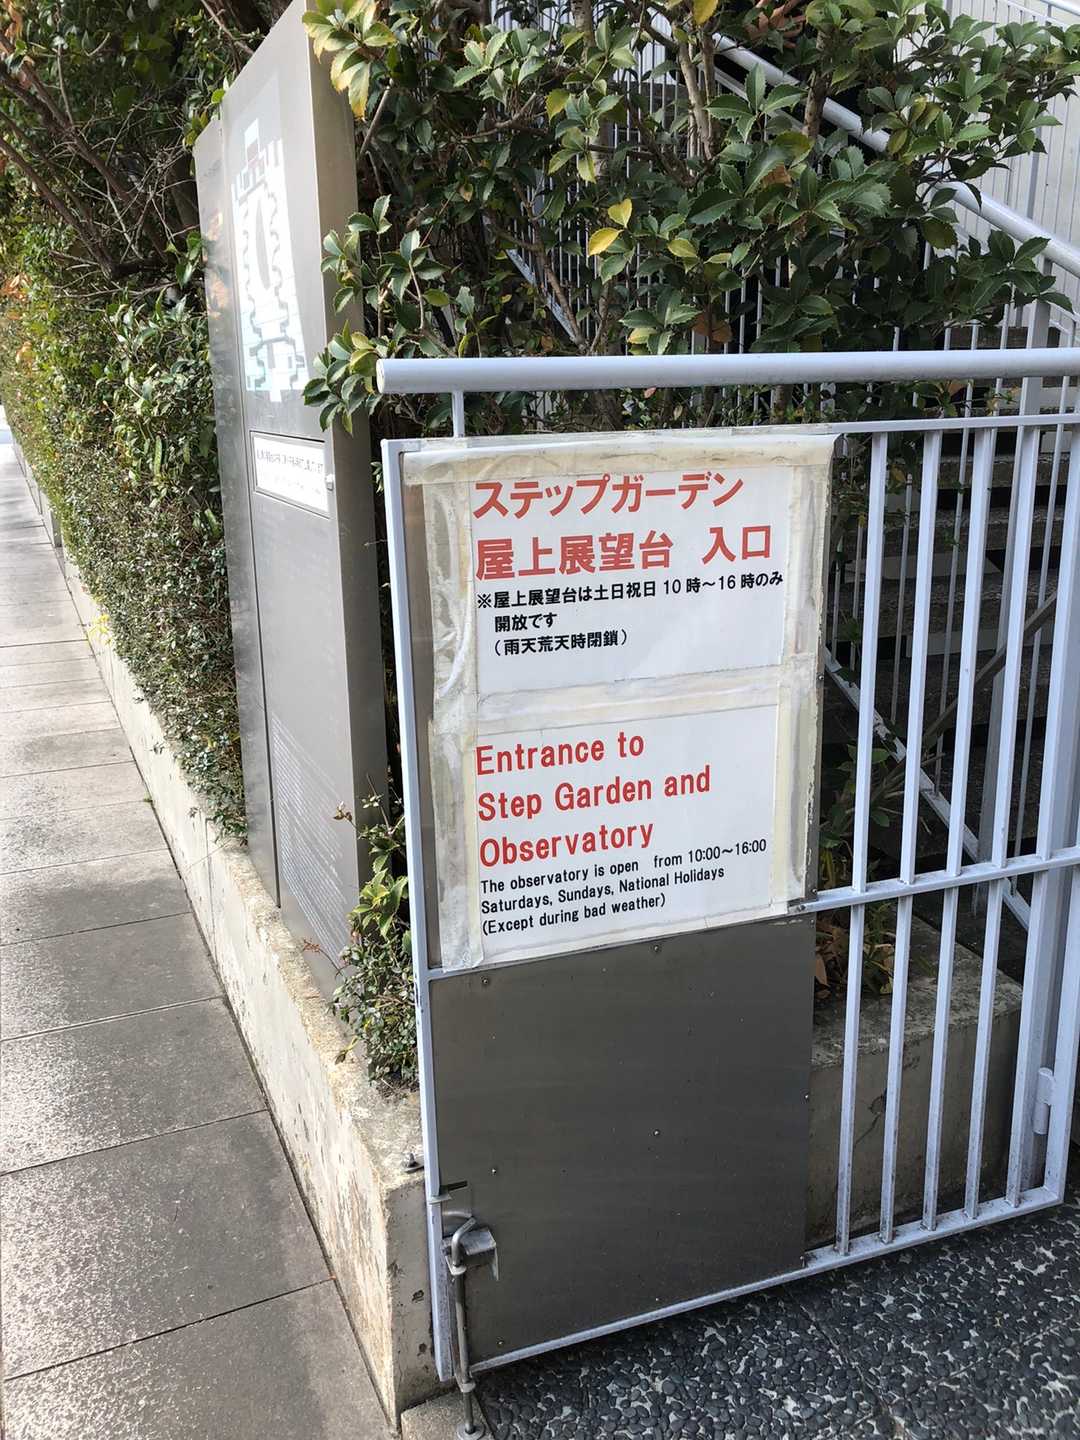 ステップガーデン
屋上展望台 入口
※屋上展望台は土日祝日 10 時～16 時のみ
開放です
（雨天荒天時閉鎖）
Entrance to
Step Garden and
Observatory
The observatory is open from 10:00～16:00
Saturdays, Sundays, National Holidays
(Except during bad weather)